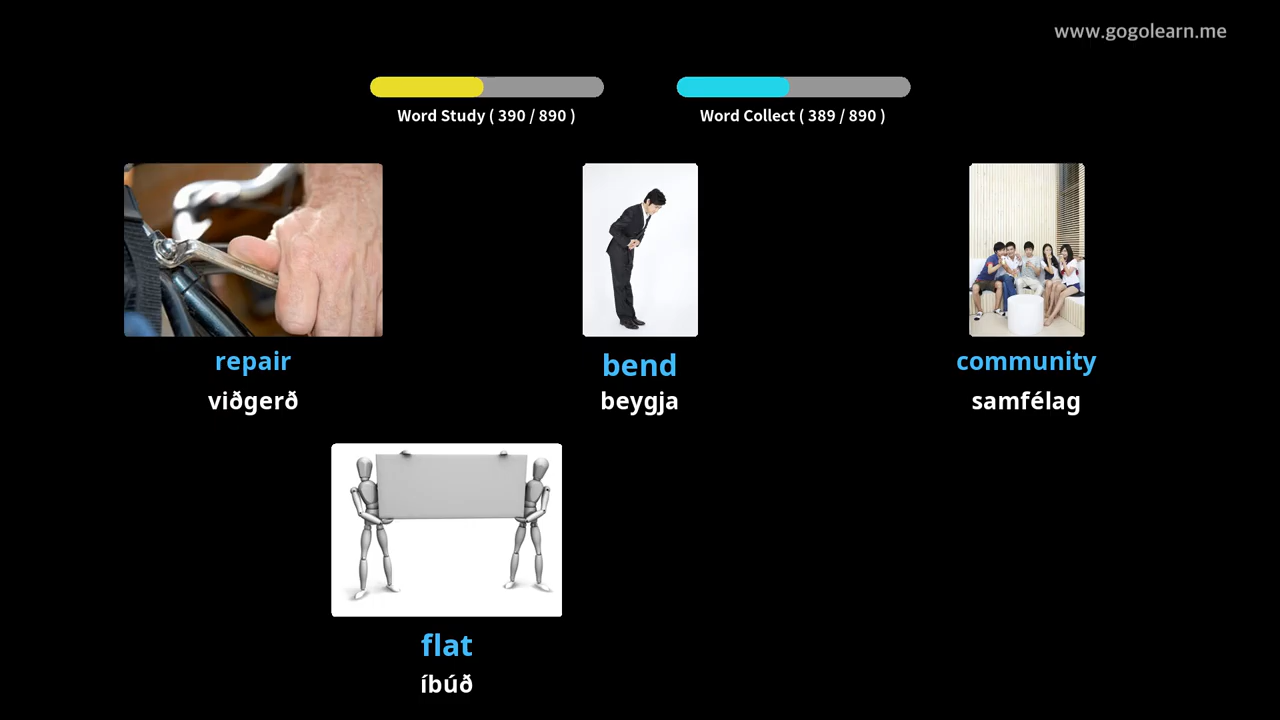 www.gogolearn.me
Word Study ( 390 / 890 )
Word Collect ( 389 / 890 )
repair
viðgerð
bend
beygja
community
samfélag
flat
íbúð